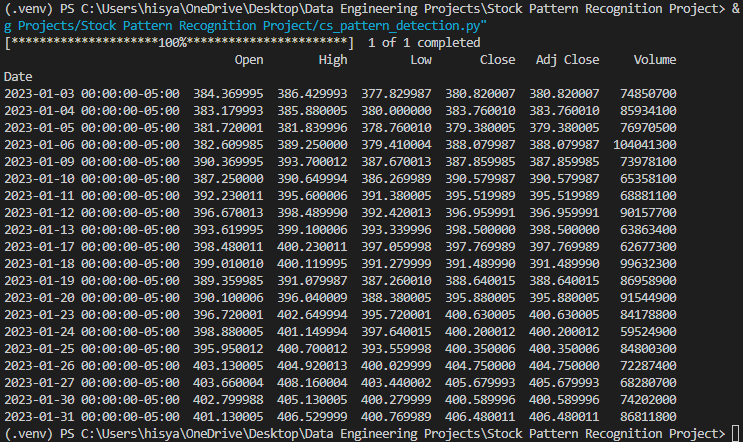 (.venv) PS C:\Users\hisya\OneDrive\Desktop\Data Engineering Projects\Stock Pattern Recognition Project> &
g Projects/Stock Pattern Recognition Project/cs_pattern_detection.py"
[*********************100%***********************]  1 of 1 completed
Open High Low Close Adj Close Volume
Date
2023-01-03 00:00:00-05:00 384.369995 386.429993 377.829987 380.820007 380.820007 74850700
2023-01-04 00:00:00-05:00 383.179993 385.880005 380.000000 383.760010 383.760010 85934100
2023-01-05 00:00:00-05:00 381.720001 381.839996 378.760010 379.380005 379.380005 76970500
2023-01-06 00:00:00-05:00 382.609985 389.250000 379.410004 388.079987 388.079987 104041300
2023-01-09 00:00:00-05:00 390.369995 393.700012 387.670013 387.859985 387.859985 73978100
2023-01-10 00:00:00-05:00 387.250000 390.649994 386.269989 390.579987 390.579987 65358100
2023-01-11 00:00:00-05:00 392.230011 395.600006 391.380005 395.519989 395.519989 68881100
2023-01-12 00:00:00-05:00 396.670013 398.489990 392.420013 396.959991 396.959991 90157700
2023-01-13 00:00:00-05:00 393.619995 399.100006 393.339996 398.500000 398.500000 63863400
2023-01-17 00:00:00-05:00 398.480011 400.230011 397.059998 397.769989 397.769989 62677300
2023-01-18 00:00:00-05:00 399.010010 400.119995 391.279999 391.489990 391.489990 99632300
2023-01-19 00:00:00-05:00 389.359985 391.079987 387.260010 388.640015 388.640015 86958900
2023-01-20 00:00:00-05:00 390.100006 396.040009 388.380005 395.880005 395.880005 91544900
2023-01-23 00:00:00-05:00 396.720001 402.649994 395.720001 400.630005 400.630005 84178800
2023-01-24 00:00:00-05:00 398.880005 401.149994 397.640015 400.200012 400.200012 59524900
2023-01-25 00:00:00-05:00 395.950012 400.700012 393.559998 400.350006 400.350006 84800300
2023-01-26 00:00:00-05:00 403.130005 404.920013 400.029999 404.750000 404.750000 72287400
2023-01-27 00:00:00-05:00 403.660004 408.160004 403.440002 405.679993 405.679993 68280700
2023-01-30 00:00:00-05:00 402.799988 405.130005 400.279999 400.589996 400.589996 74202000
2023-01-31 00:00:00-05:00 401.130005 406.529999 400.769989 406.480011 406.480011 86811800
(.venv) PS C:\Users\hisya\OneDrive\Desktop\Data Engineering Projects\Stock Pattern Recognition Project>